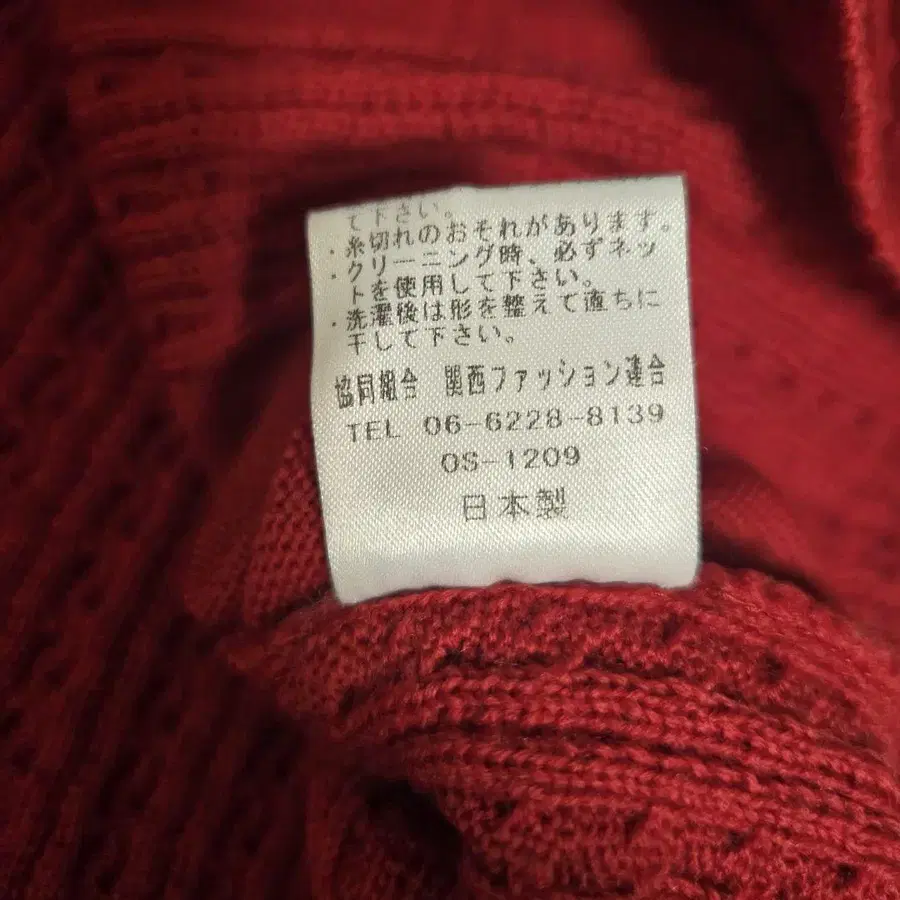 て下さい。
・糸切れのおそれがあります。
・クリーニング時、必ずネッ
トを使用して下さい。
・洗濯後は形を整えて直ちに
干して下さい。
協同組合 関西ファッション連合
TEL 06-6228-8139
OS-1209
日本製